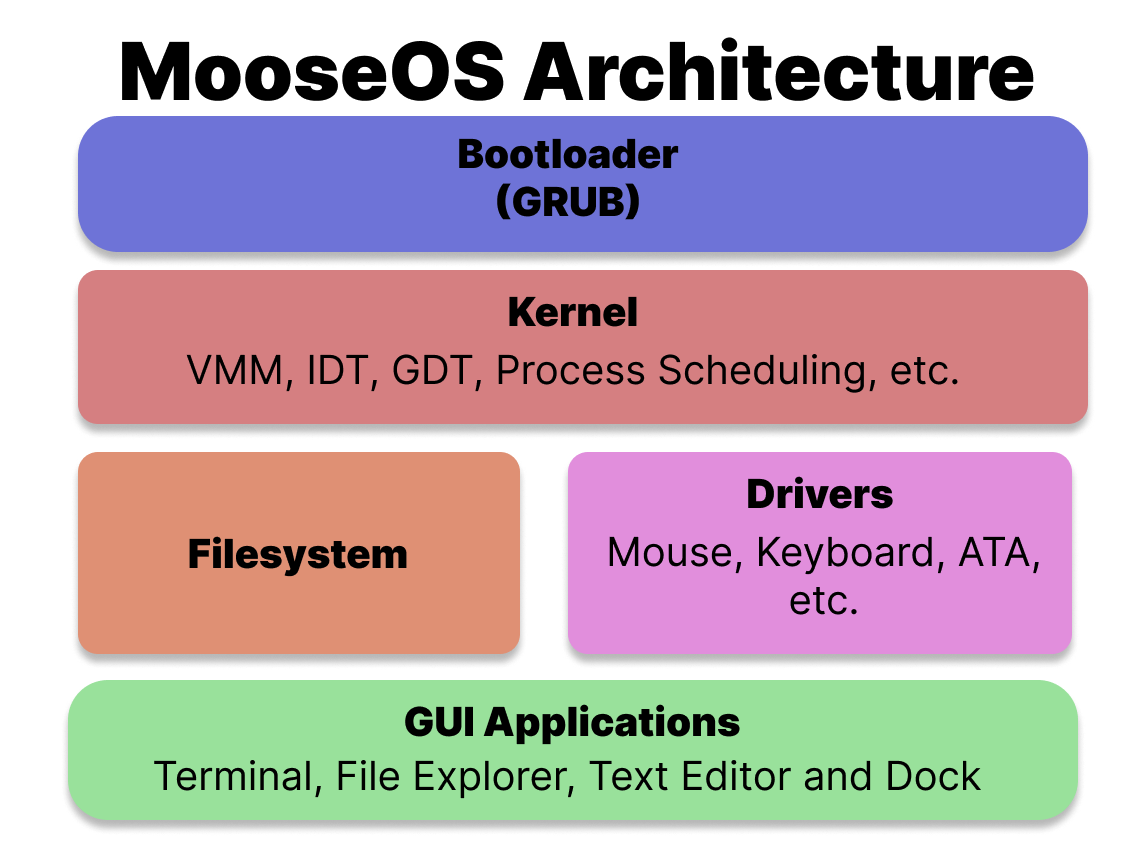 MooseOS Architecture
Bootloader
(GRUB)
Kernel
VMM, IDT, GDT, Process Scheduling, etc.
Filesystem
Drivers
Mouse, Keyboard, ATA,
etc.
GUI Applications
Terminal, File Explorer, Text Editor and Dock